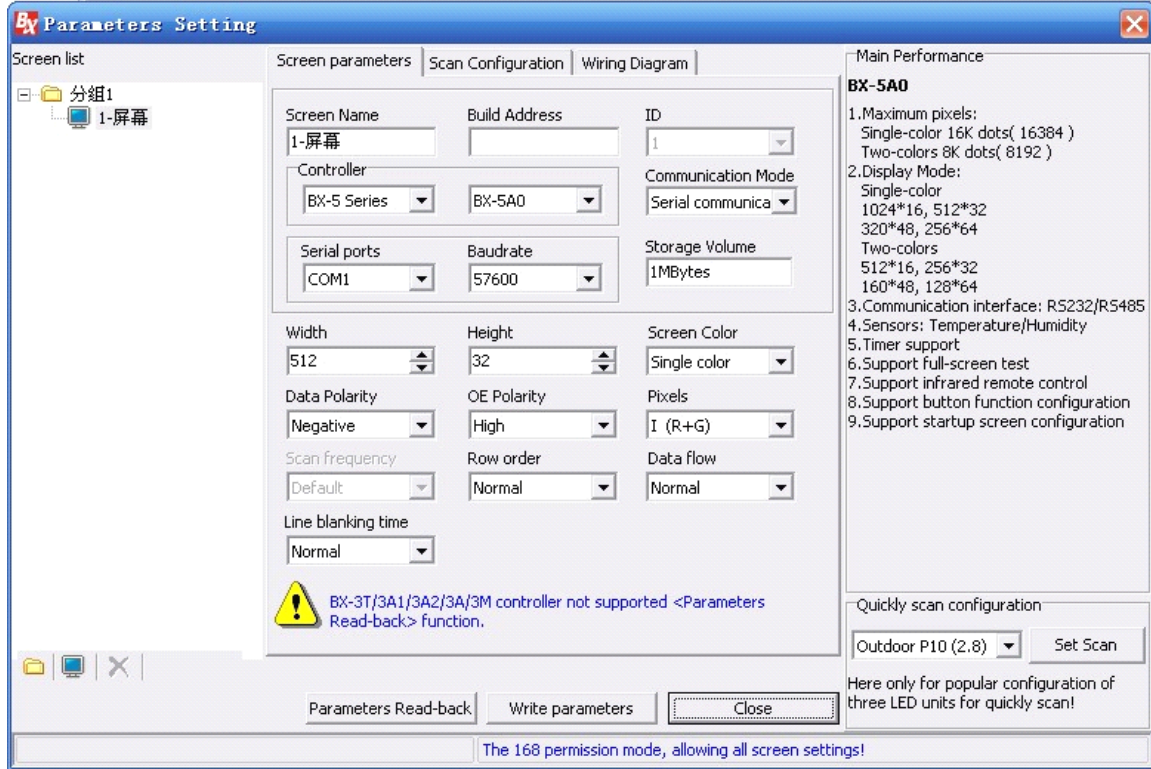 BX Parameters Setting
Screen list
分组1
1-屏幕
Screen parameters
Scan Configuration
Wiring Diagram
Screen Name
Build Address
ID
1-屏幕
1
Controller
Communication Mode
BX-5 Series
BX-5A0
Serial communica
Serial ports
Baudrate
Storage Volume
COM1
57600
1MBytes
Width
Height
Screen Color
512
32
Single color
Data Polarity
OE Polarity
Pixels
Negative
High
I (R+G)
Scan frequency
Row order
Data flow
Default
Normal
Normal
Line blanking time
Normal
BX-3T/3A1/3A2/3A/3M controller not supported <Parameters
Read-back> function.
Parameters Read-back
Write parameters
Close
Main Performance
BX-5A0
1.Maximum pixels:
Single-color 16K dots( 16384 )
Two-colors 8K dots( 8192 )
2.Display Mode:
Single-color
1024*16, 512*32
320*48, 256*64
Two-colors
512*16, 256*32
160*48, 128*64
3.Communication interface: RS232/RS485
4.Sensors: Temperature/Humidity
5.Timer support
6.Support full-screen test
7.Support infrared remote control
8.Support button function configuration
9.Support startup screen configuration
Quickly scan configuration
Outdoor P10 (2.8)
Set Scan
Here only for popular configuration of
three LED units for quickly scan!
The 168 permission mode, allowing all screen settings!